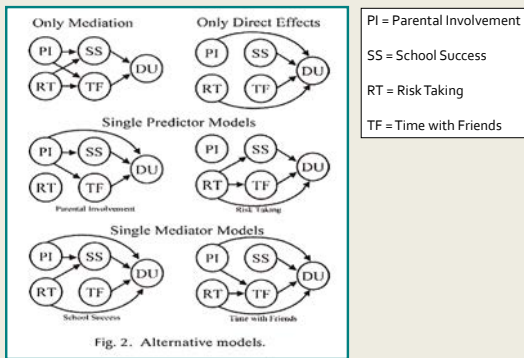 Only Mediation
PI SS DU
RT TF
Only Direct Effects
PI SS DU
RT TF
Single Predictor Models
PI SS DU
RT TF
Parental Involvement
PI SS DU
RT TF
Risk Taking
Single Mediator Models
PI SS DU
RT TF
School Success
PI SS DU
RT TF
Time with Friends
Fig. 2. Alternative models.
PI = Parental Involvement
SS = School Success
RT = Risk Taking
TF = Time with Friends